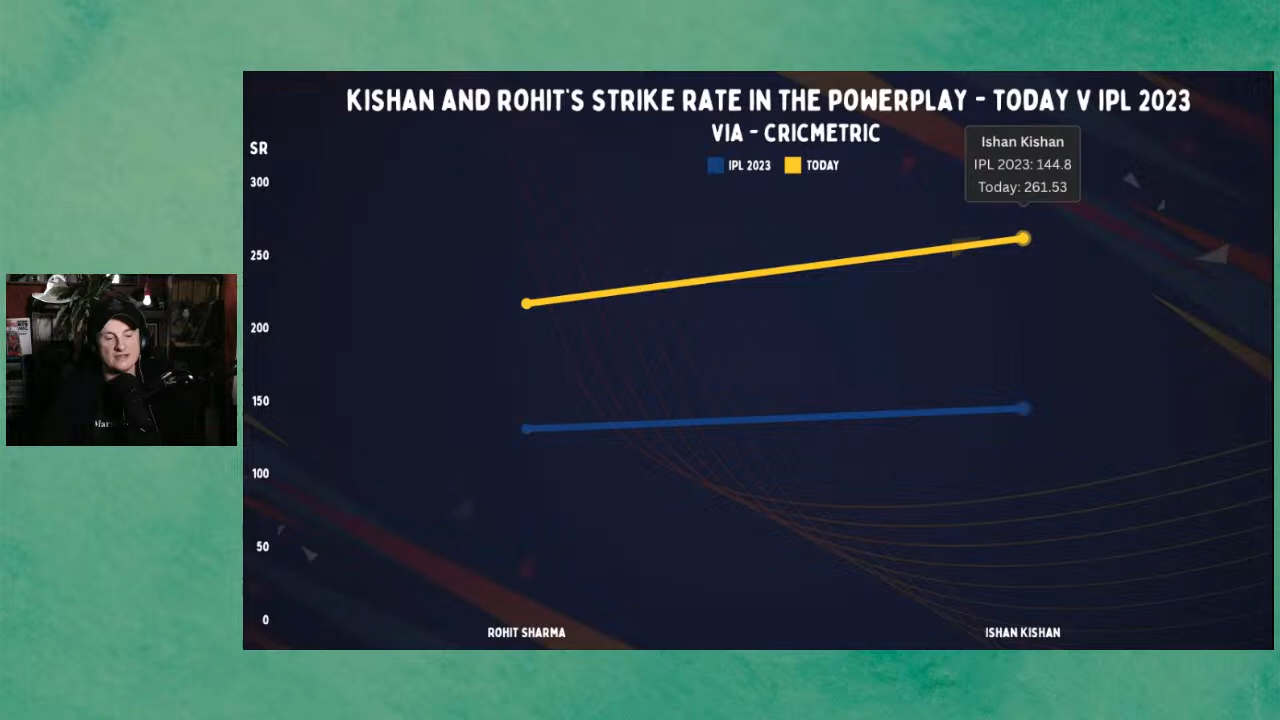 KISHAN AND ROHIT'S STRIKE RATE IN THE POWERPLAY - TODAY V IPL 2023
VIA - CRICMETRIC
SR
IPL 2023
TODAY
Ishan Kishan
IPL 2023: 144.8
Today: 261.53
300
250
200
150
100
50
0
ROHIT SHARMA
ISHAN KISHAN